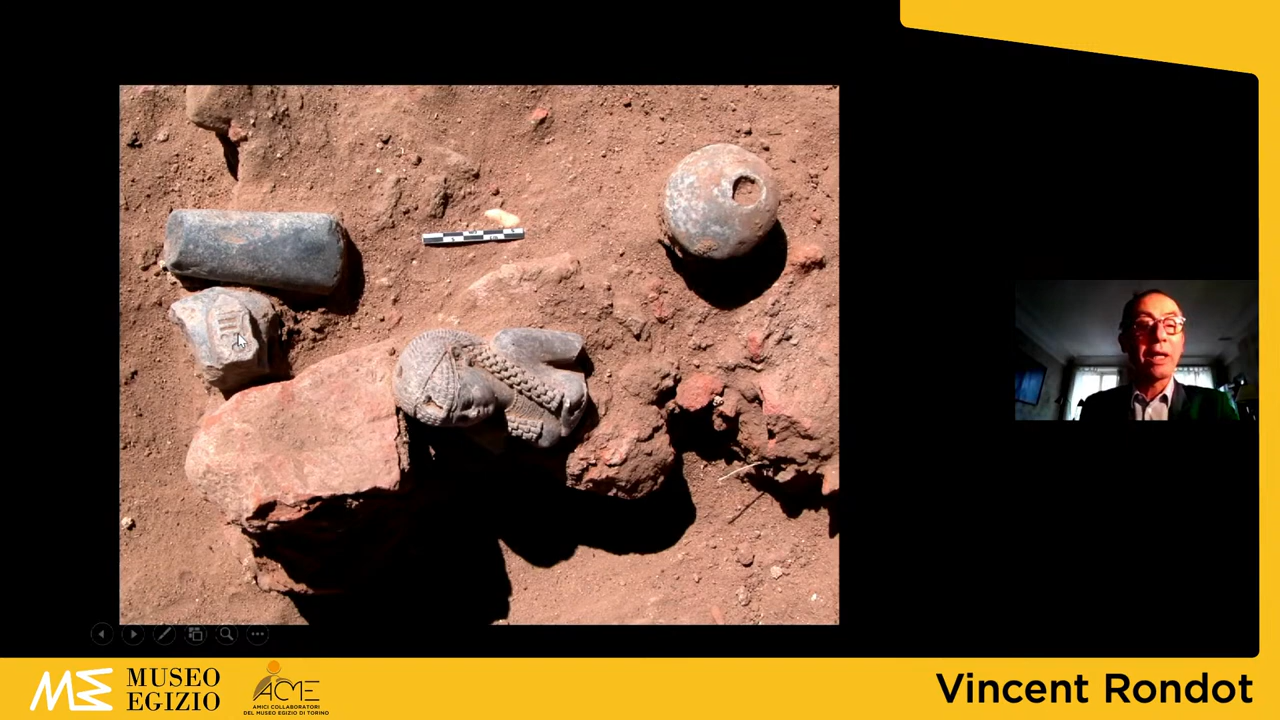 MUSEO
EGIZIO
ACME
AMICI COLLABORATORI
DEL MUSEO EGIZIO DI TORINO
Vincent Rondot